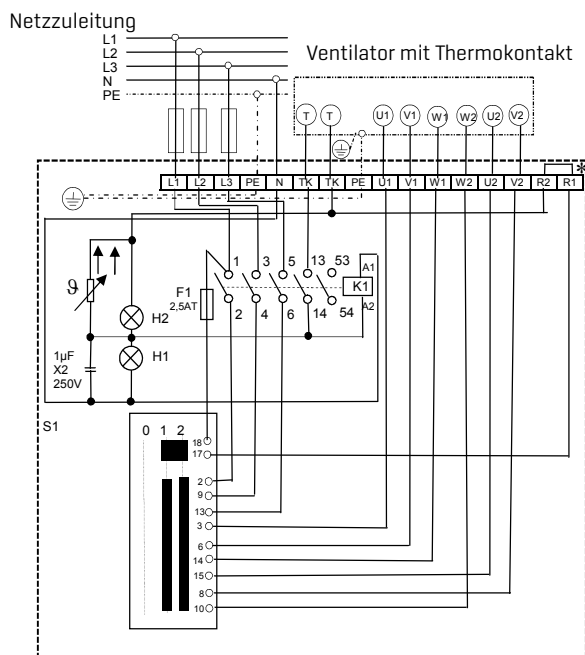 Netzzuleitung
L1
L2
L3
N
PE
Ventilator mit Thermokontakt
T T U1 V1 W1 W2 U2 V2
*
L1 L2 L3 PE N TK TK PE U1 V1 W1 W2 U2 V2 R2 R1
1 3 5 13 53
A1
ϑ
F1
2,5AT
K1
H2
2 4 6 14 54
A2
1µF
X2
250V
H1
S1
0 1 2
18
17
2
9
13
3
6
14
15
8
10